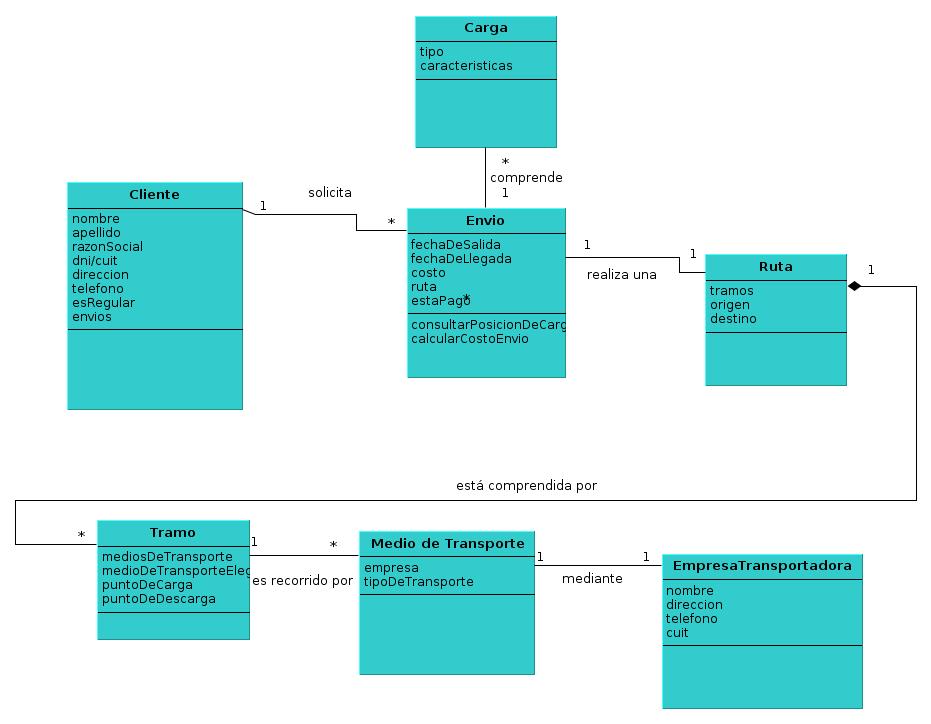 Carga
tipo
caracteristicas
*
comprende
1
Cliente
nombre
apellido
razonSocial
dni/cuit
direccion
telefono
esRegular
envios
1
solicita
*
Envio
fechaDeSalida
fechaDeLlegada
costo
ruta
estaPago
*
consultarPosicionDeCarg
calcularCostoEnvio
1
realiza una
1
Ruta
tramos
origen
destino
1
está comprendida por
*
Tramo
mediosDeTransporte
medioDeTransporteEleg
puntoDeCarga
puntoDeDescarga
1
es recorrido por
*
Medio de Transporte
empresa
tipoDeTransporte
1
mediante
1
EmpresaTransportadora
nombre
direccion
telefono
cuit